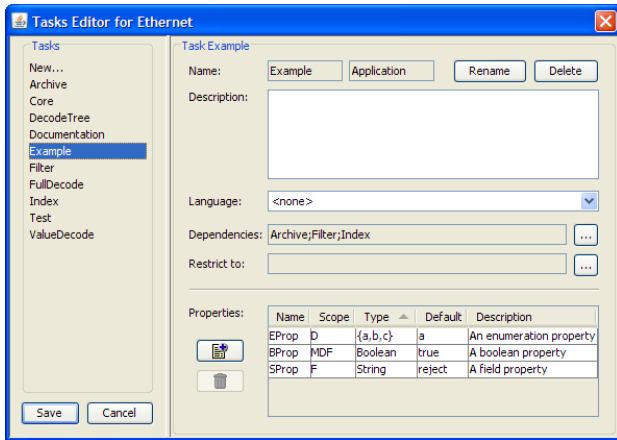 Tasks Editor for Ethernet
Tasks
New...
Archive
Core
DecodeTree
Documentation
Example
Filter
FullDecode
Index
Test
ValueDecode
Save Cancel
Task Example
Name: Example Application Rename Delete
Description:
Language: <none>
Dependencies: Archive;Filter;Index ...
Restrict to: ...
Properties:
Name Scope Type Default Description
EProp D {a,b,c} a An enumeration property
BProp MDF Boolean true A boolean property
SProp F String reject A field property